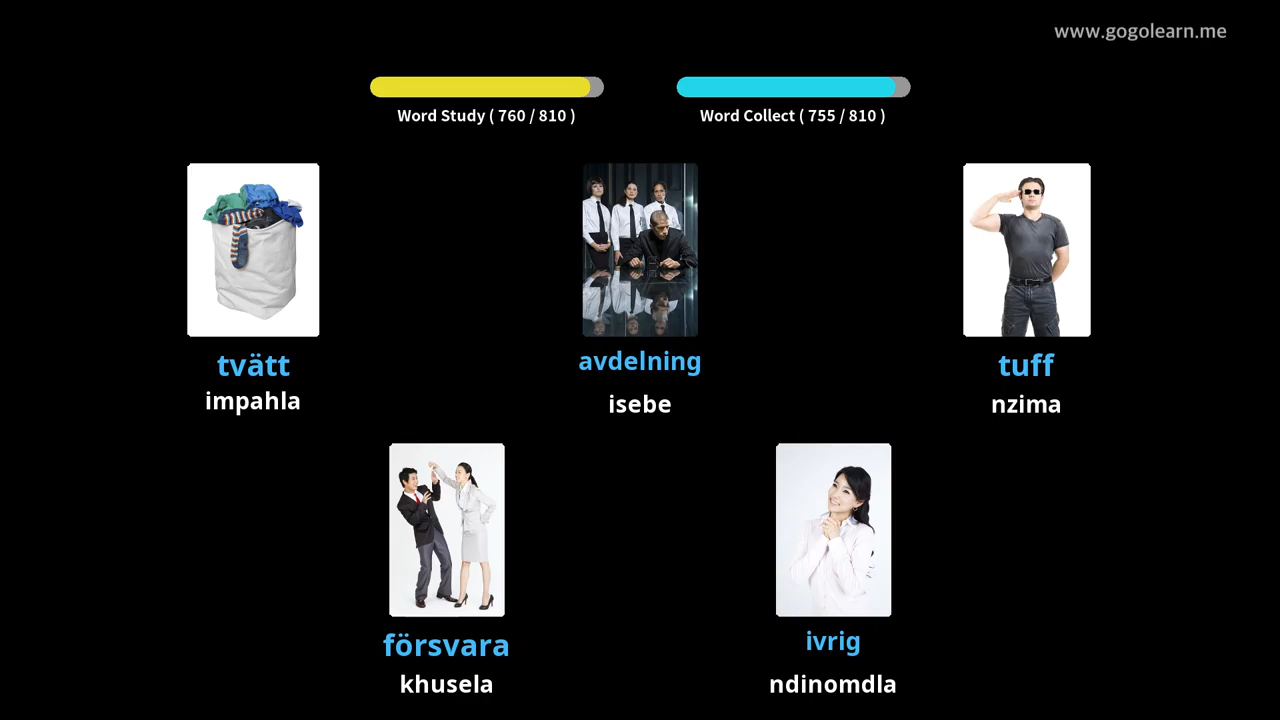 www.gogolearn.me
Word Study ( 760 / 810 )
Word Collect ( 755 / 810 )
tvätt
impahla
avdelning
isebe
tuff
nzima
försvara
khusela
ivrig
ndinomdla